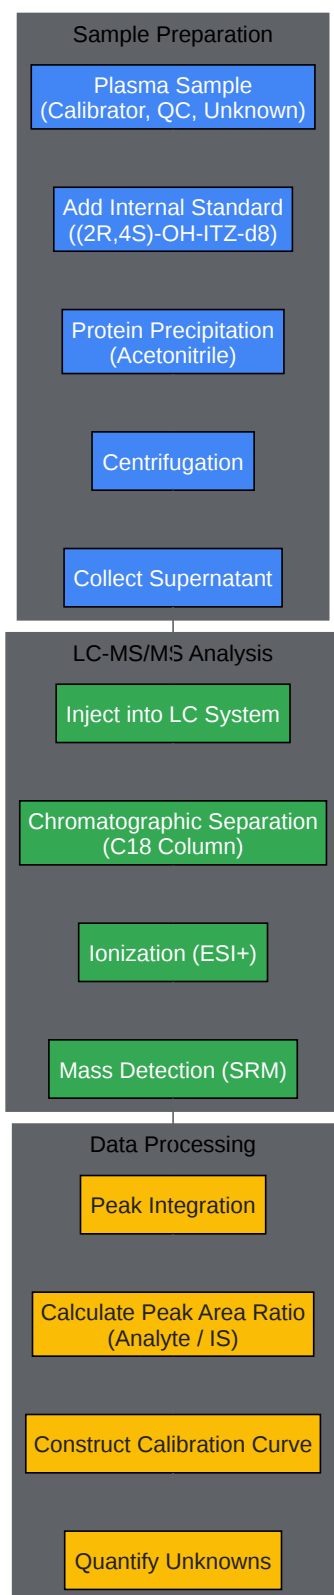 Sample Preparation
Plasma Sample
(Calibrator, QC, Unknown)
Add Internal Standard
((2R,4S)-OH-ITZ-d8)
Protein Precipitation
(Acetonitrile)
Centrifugation
Collect Supernatant
LC-MS/MS Analysis
Inject into LC System
Chromatographic Separation
(C18 Column)
Ionization (ESI+)
Mass Detection (SRM)
Data Processing
Peak Integration
Calculate Peak Area Ratio
(Analyte / IS)
Construct Calibration Curve
Quantify Unknowns